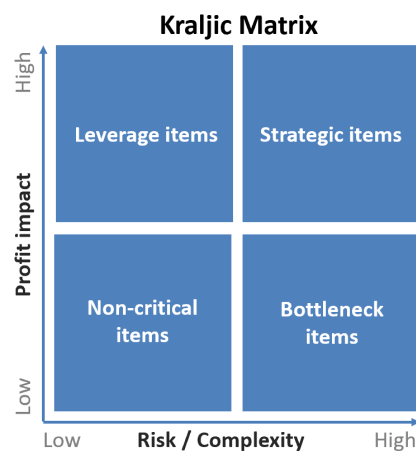 Kraljic Matrix
High
Leverage items
Strategic items
Profit impact
Non-critical
items
Bottleneck
items
Low
Low
Risk / Complexity
High